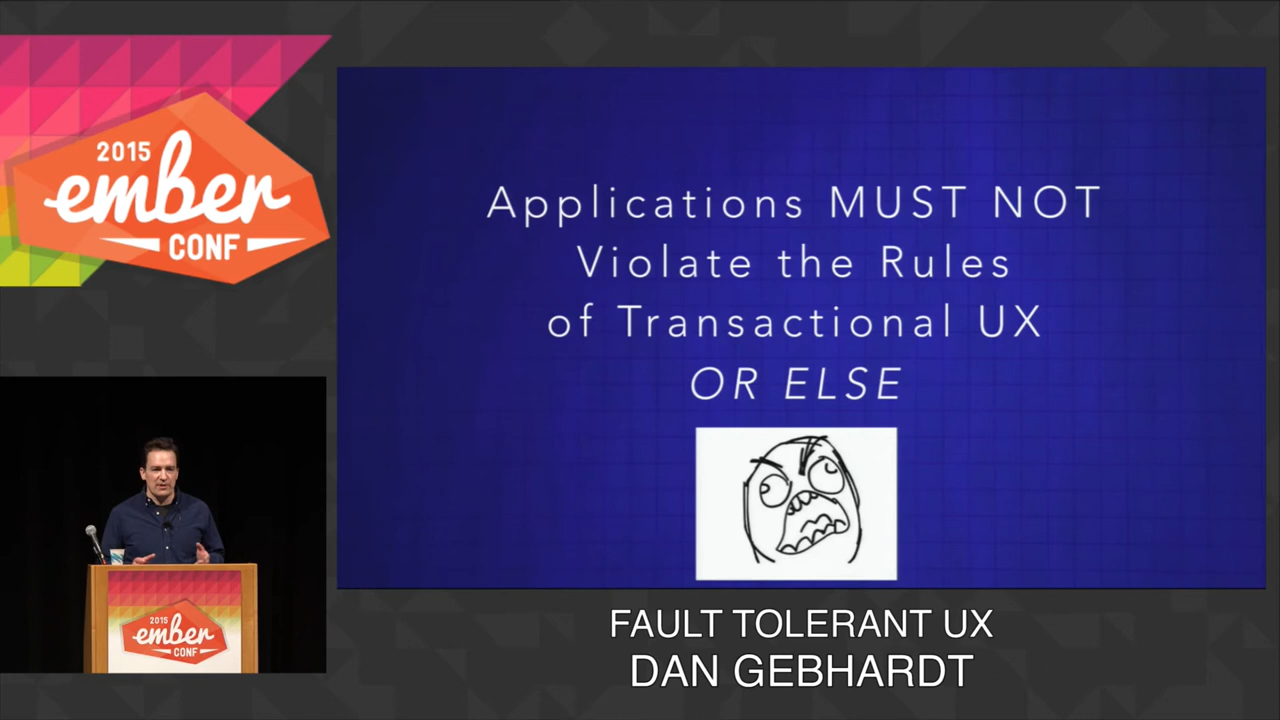 2015
ember
CONF
Applications MUST NOT
Violate the Rules
of Transactional UX
OR ELSE
2015
ember
CONF
FAULT TOLERANT UX
DAN GEBHARDT